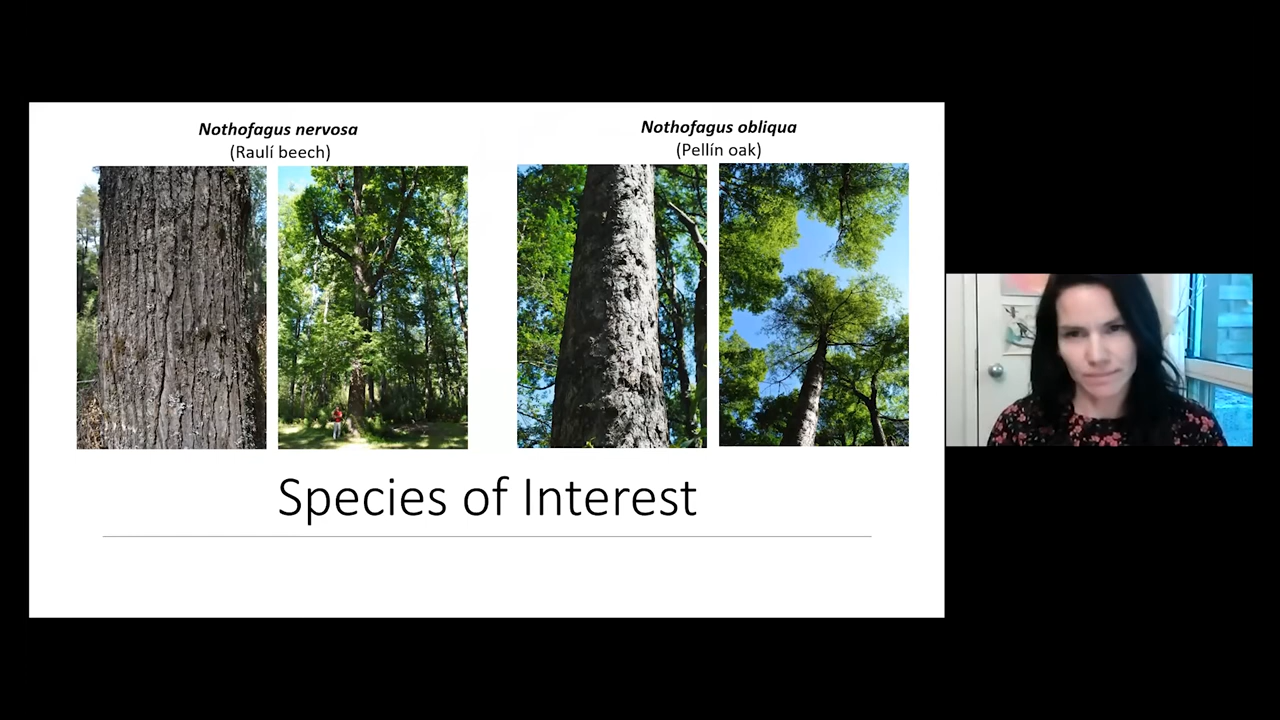 Nothofagus nervosa
(Raulí beech)
Nothofagus obliqua
(Pellín oak)
Species of Interest